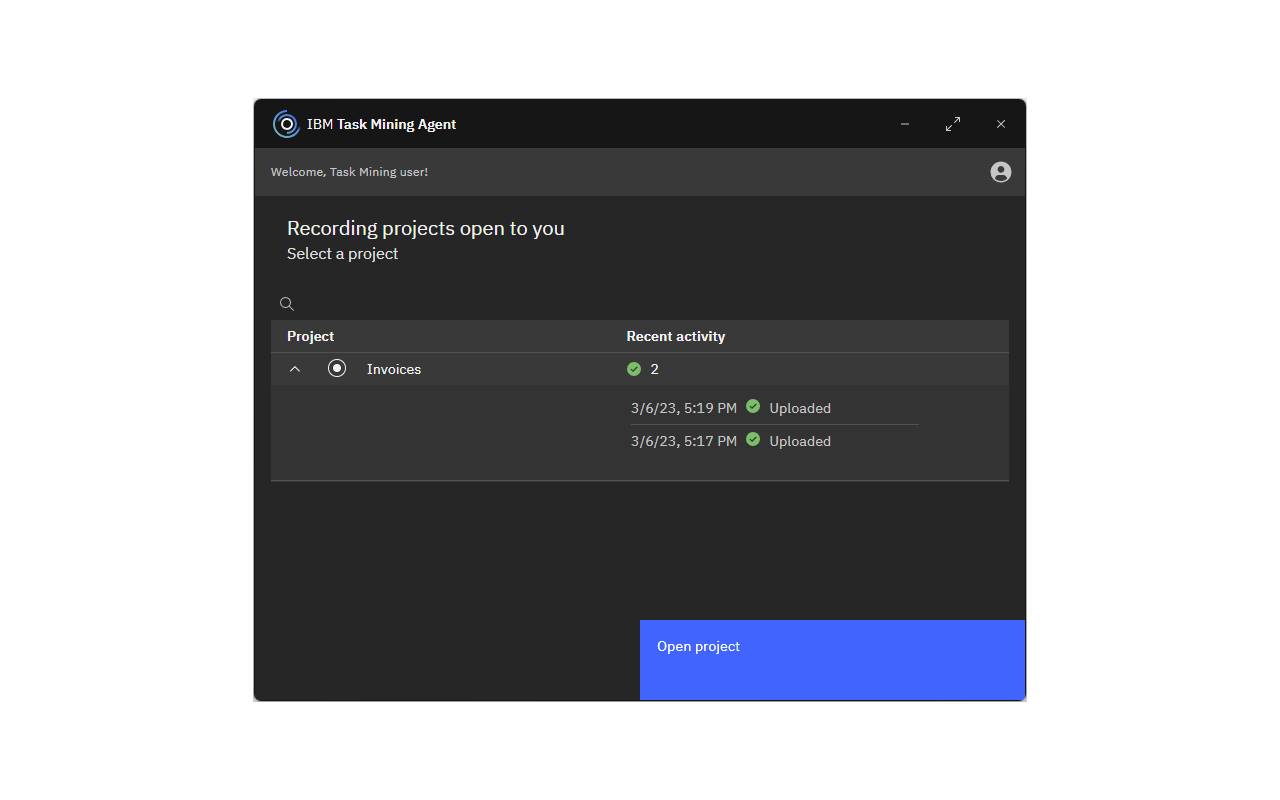 IBM Task Mining Agent
Welcome, Task Mining user!
Recording projects open to you
Select a project
Project Recent activity
Invoices 2
3/6/23, 5:19 PM Uploaded
3/6/23, 5:17 PM Uploaded
Open project